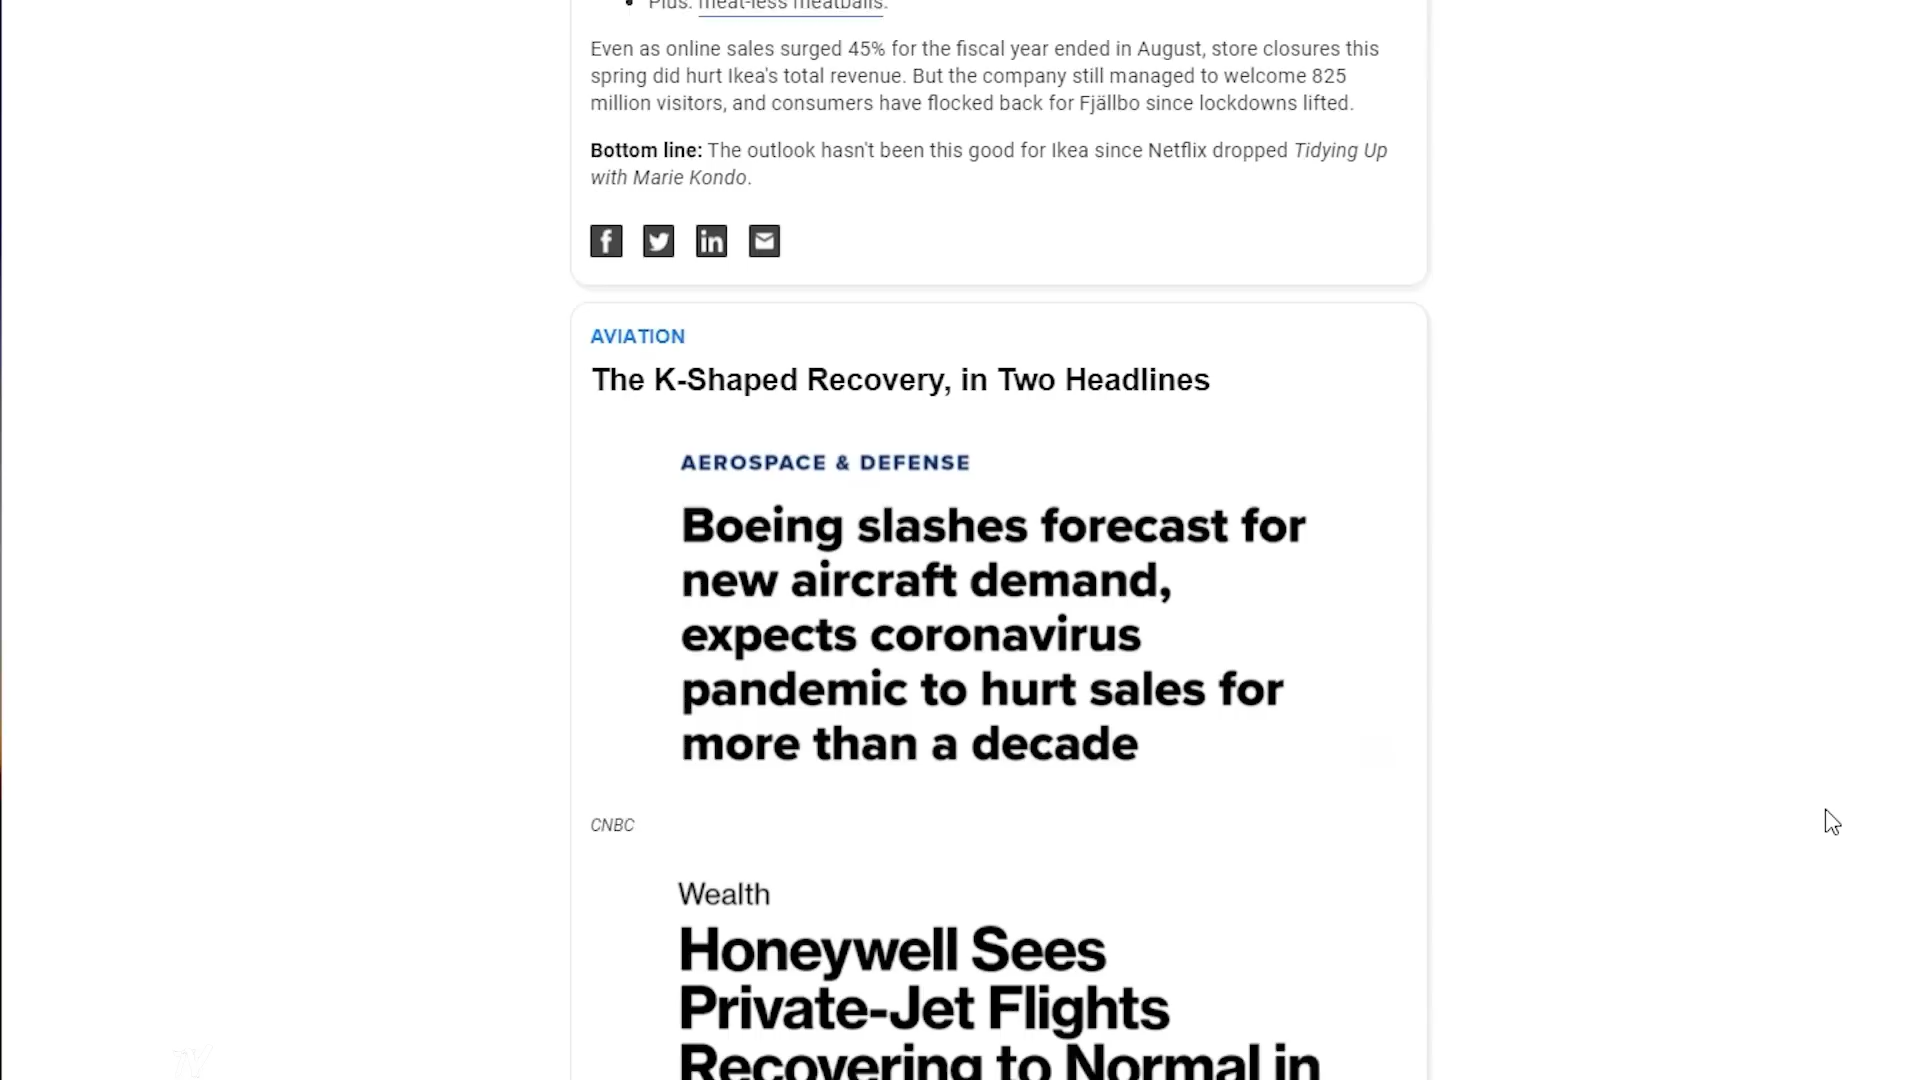 Plus: meat-less meatballs.
Even as online sales surged 45% for the fiscal year ended in August, store closures this
spring did hurt Ikea's total revenue. But the company still managed to welcome 825
million visitors, and consumers have flocked back for Fjällbo since lockdowns lifted.
Bottom line: The outlook hasn't been this good for Ikea since Netflix dropped Tidying Up
with Marie Kondo.
AVIATION
The K-Shaped Recovery, in Two Headlines
AEROSPACE & DEFENSE
Boeing slashes forecast for
new aircraft demand,
expects coronavirus
pandemic to hurt sales for
more than a decade
CNBC
Wealth
Honeywell Sees
Private-Jet Flights
Recovering to Normal in